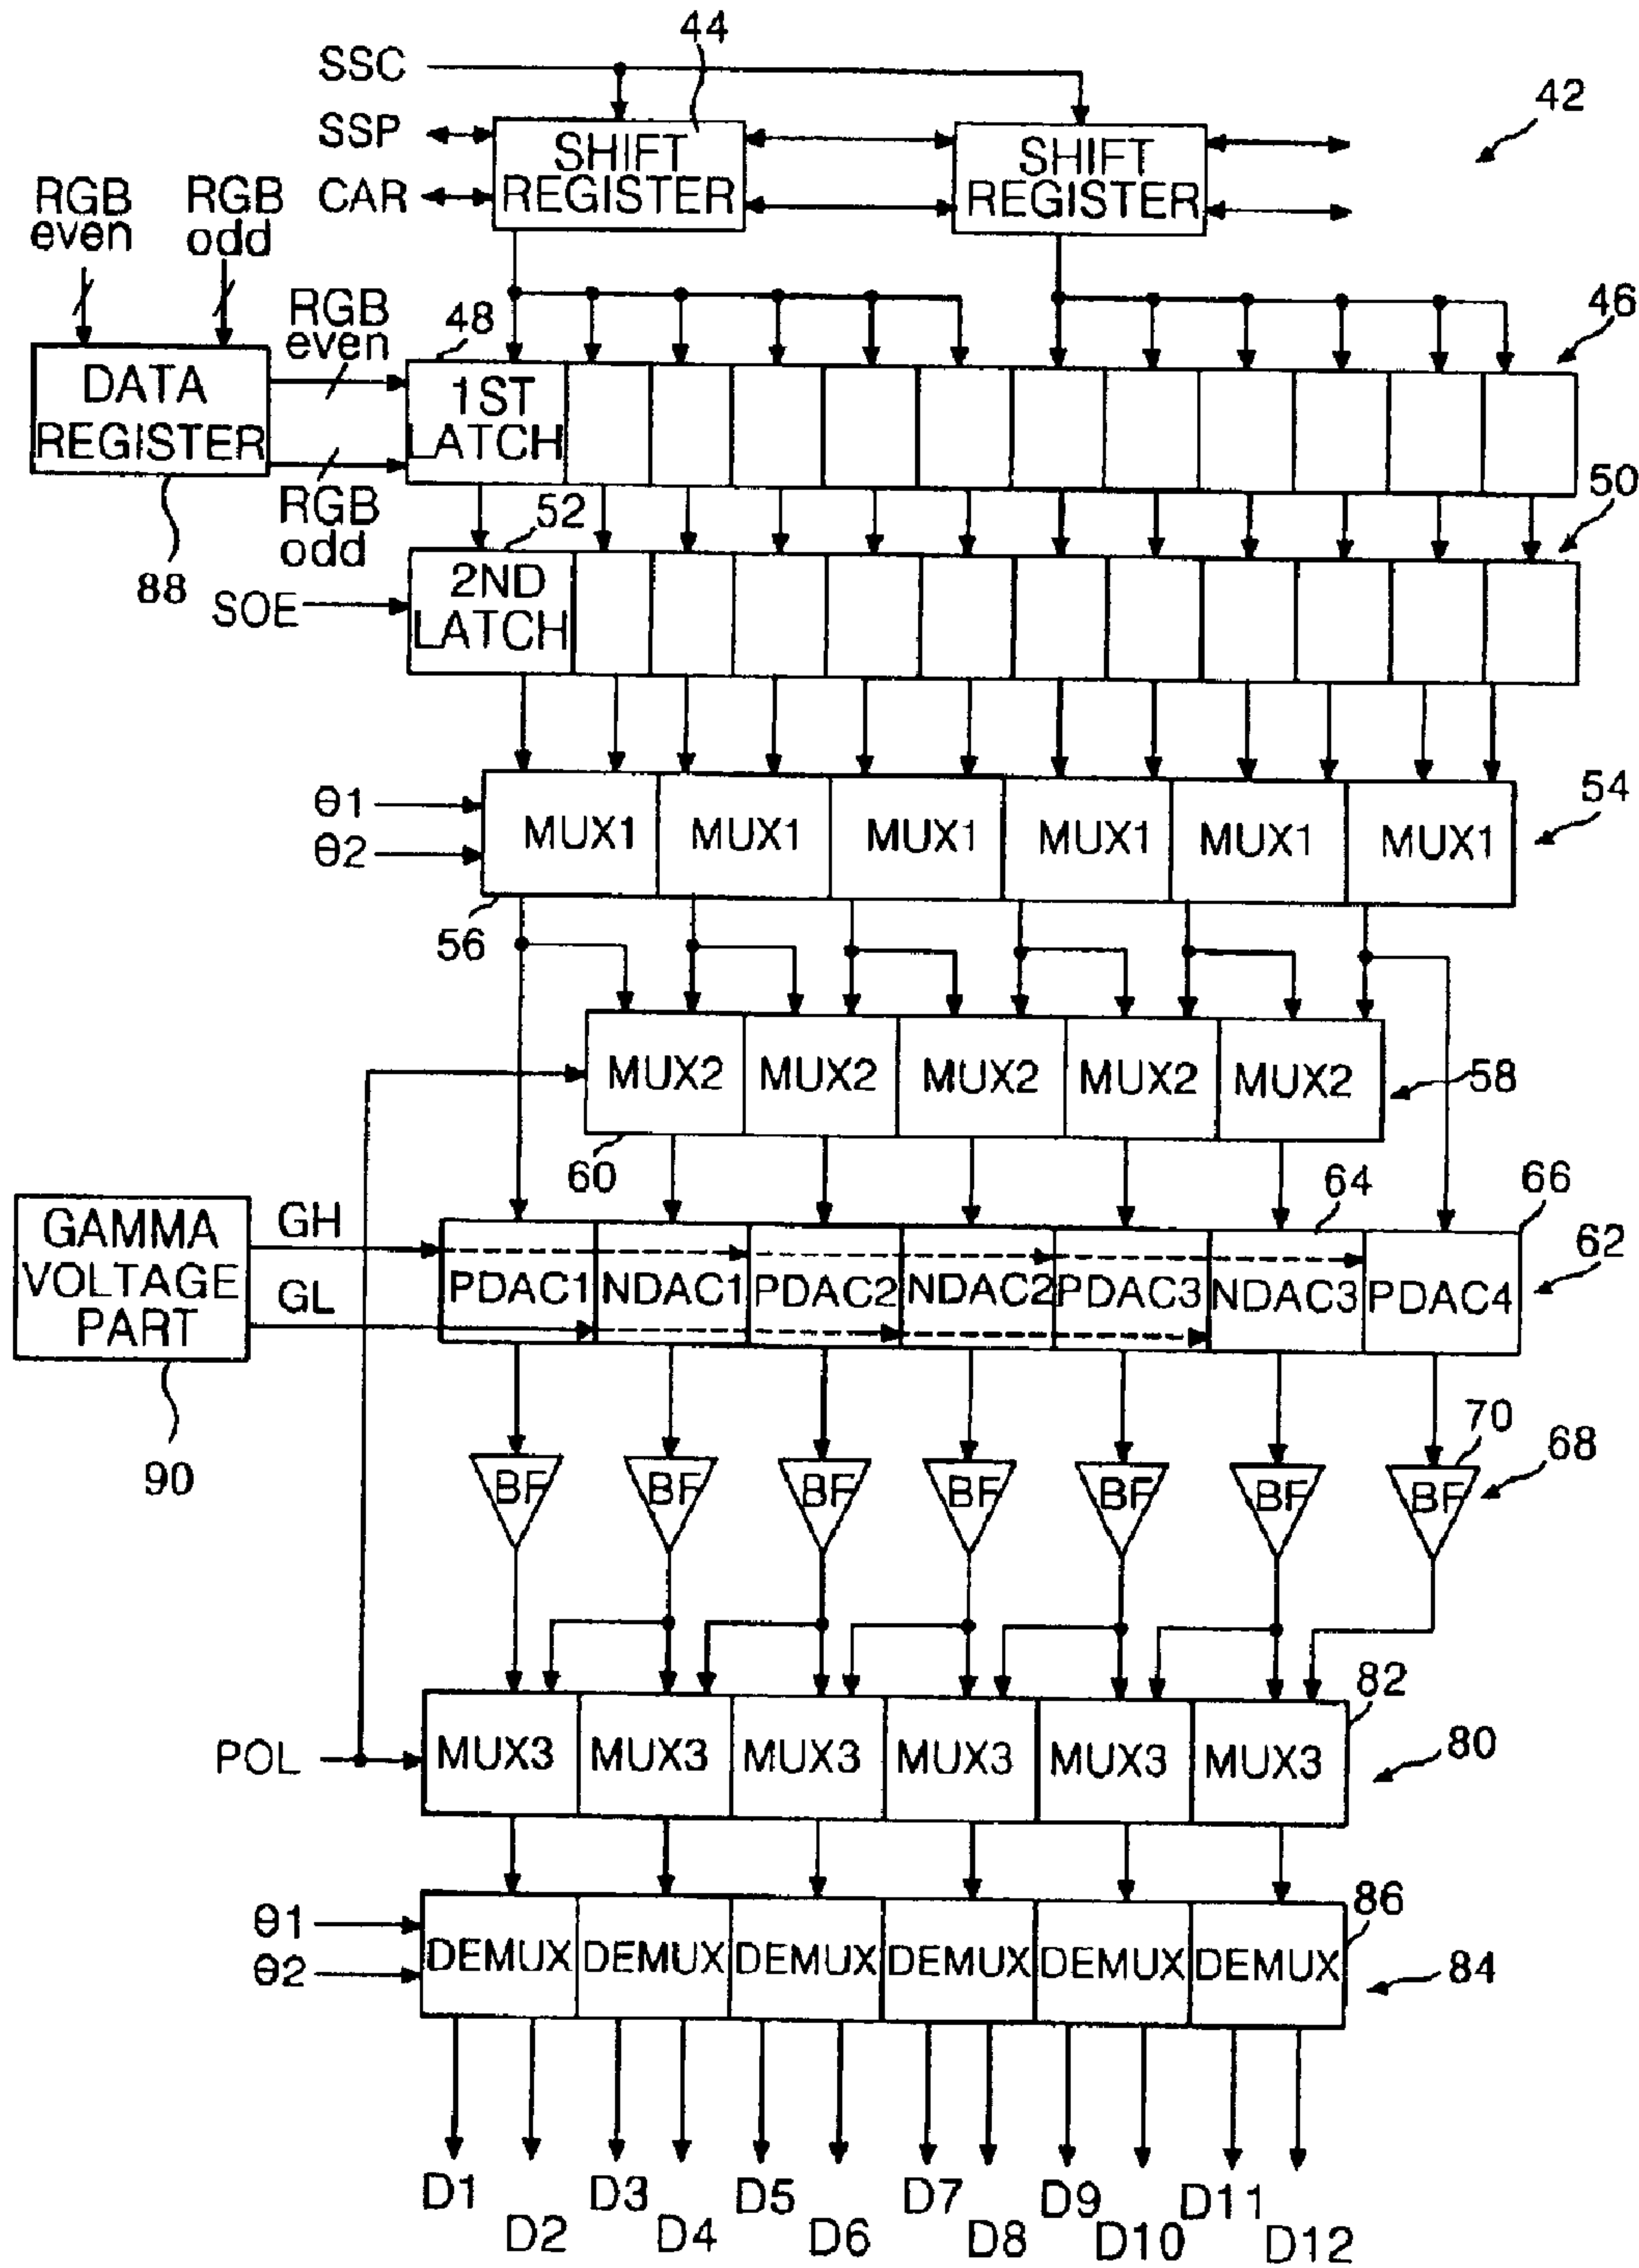 44
SSC
42
SSP
SHIFT
REGISTER
SHIFT
REGISTER
CAR
RGB
even
RGB
odd
RGB
even
48
46
DATA
REGISTER
1ST
LATCH
RGB
odd
52
50
88
SOE
2ND
LATCH
θ1
θ2
MUX1
MUX1
MUX1
MUX1
MUX1
MUX1
54
56
MUX2
MUX2
MUX2
MUX2
MUX2
58
60
64
66
62
GAMMA
VOLTAGE
PART
GH
GL
PDAC1
NDAC1
PDAC2
NDAC2
PDAC3
NDAC3
PDAC4
90
70
68
BF
BF
BF
BF
BF
BF
BF
82
POL
MUX3
MUX3
MUX3
MUX3
MUX3
MUX3
80
86
θ1
θ2
DEMUX
DEMUX
DEMUX
DEMUX
DEMUX
DEMUX
84
D1
D2
D3
D4
D5
D6
D7
D8
D9
D10
D11
D12